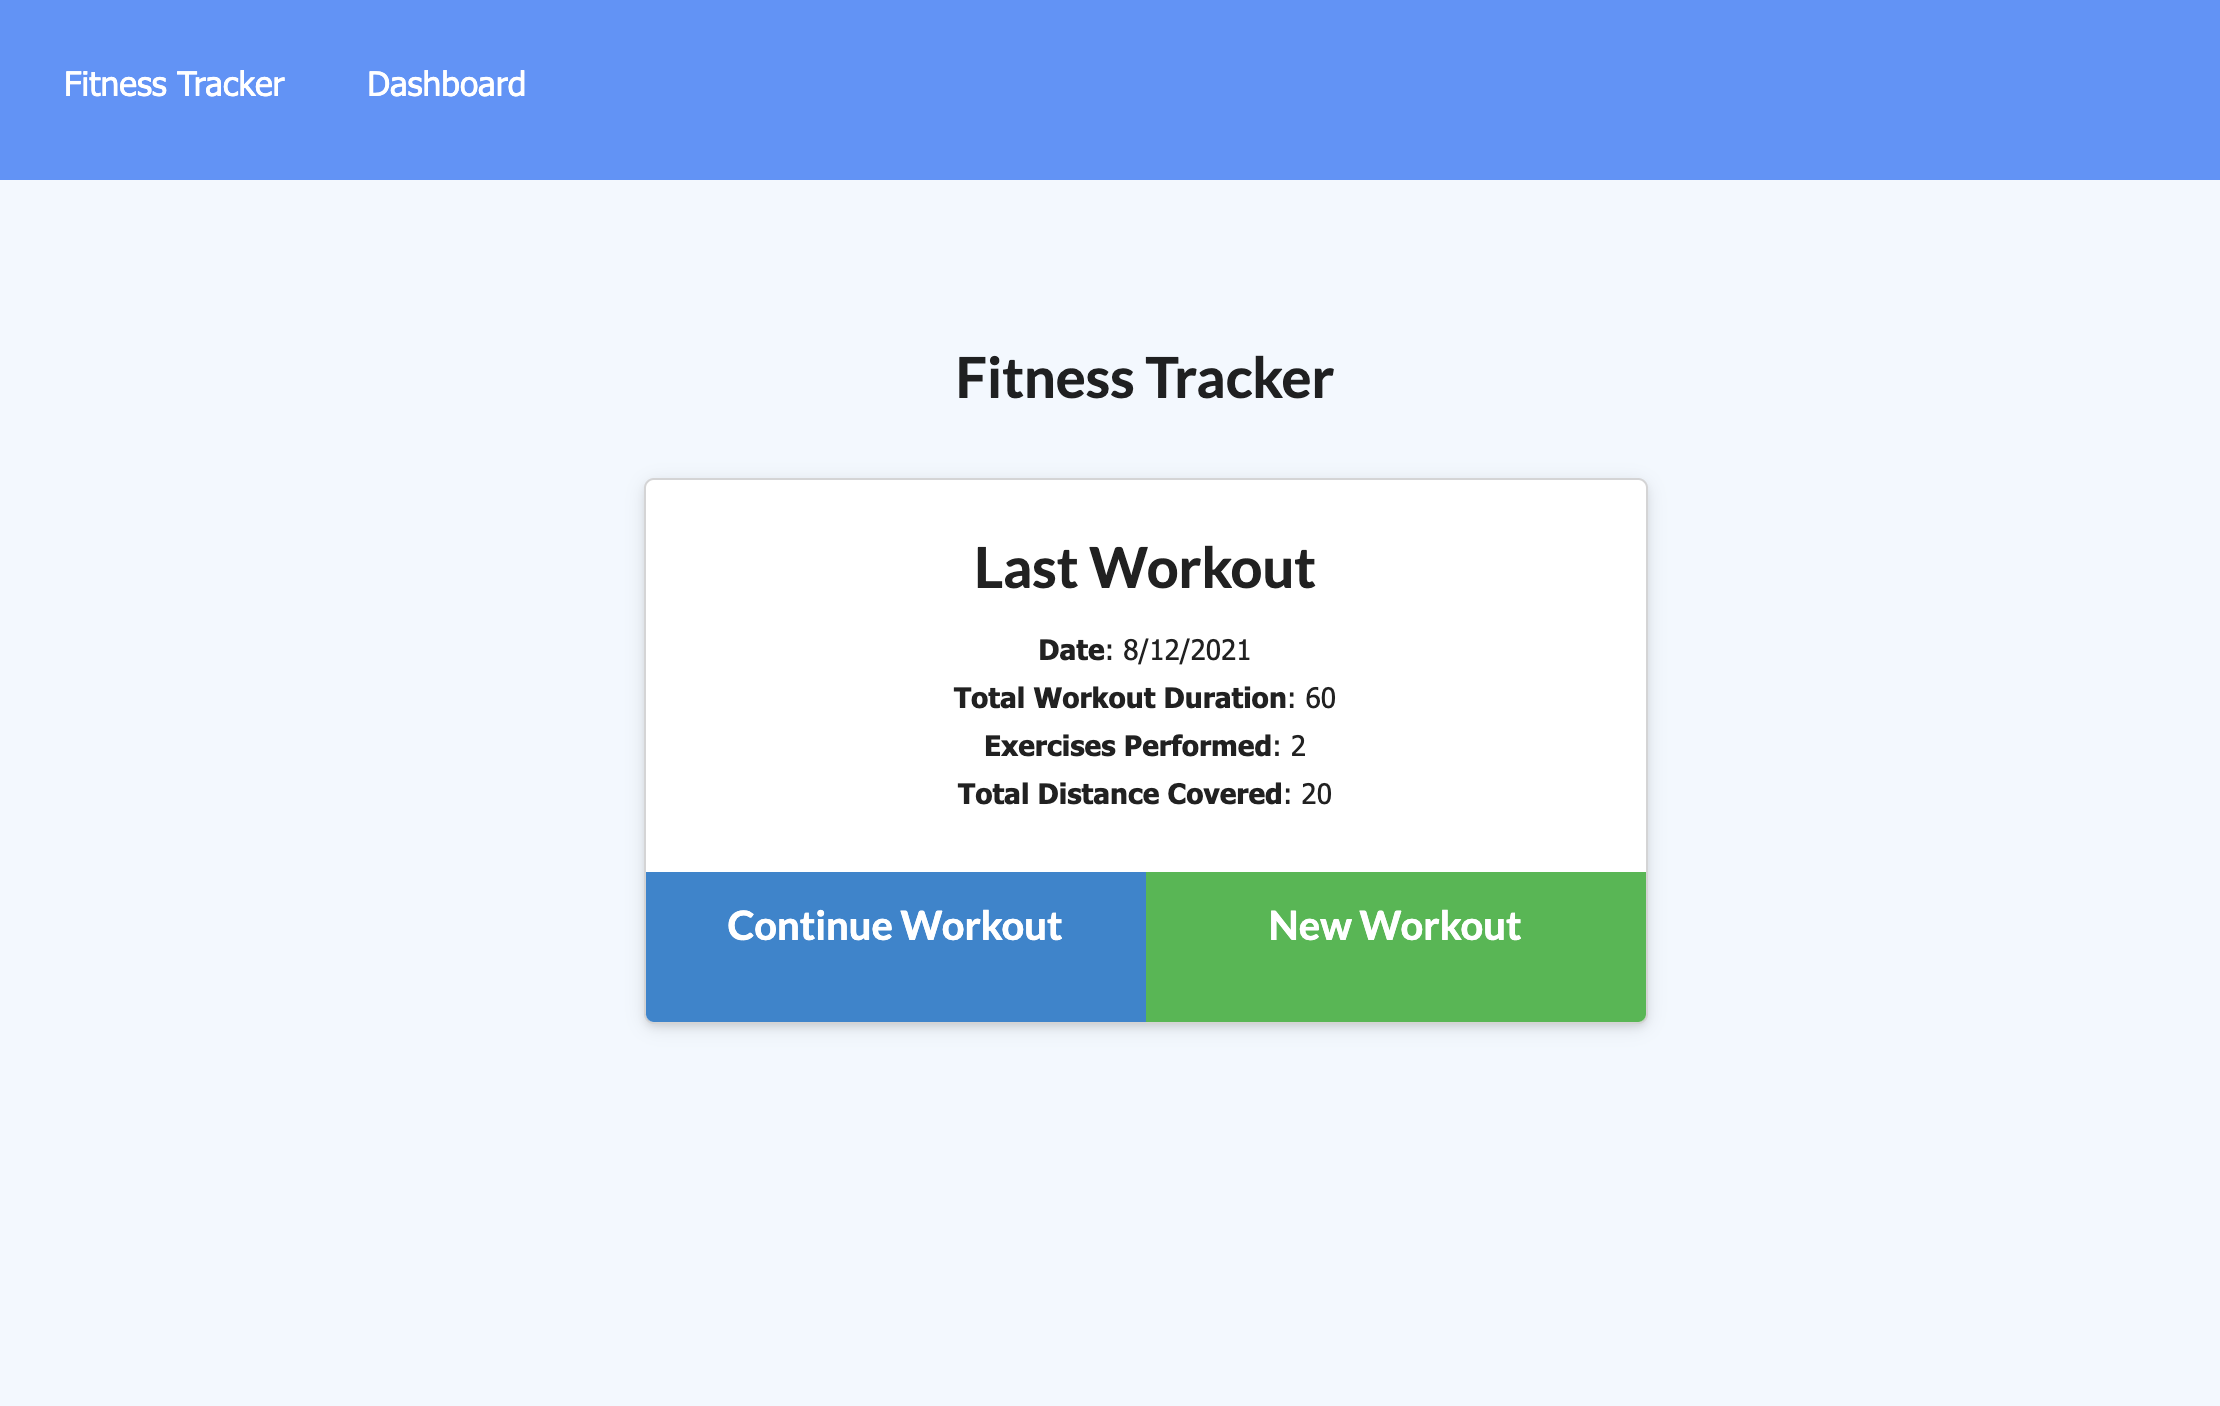 Fitness Tracker Dashboard
Fitness Tracker
Last Workout
Date: 8/12/2021
Total Workout Duration: 60
Exercises Performed: 2
Total Distance Covered: 20
Continue Workout New Workout